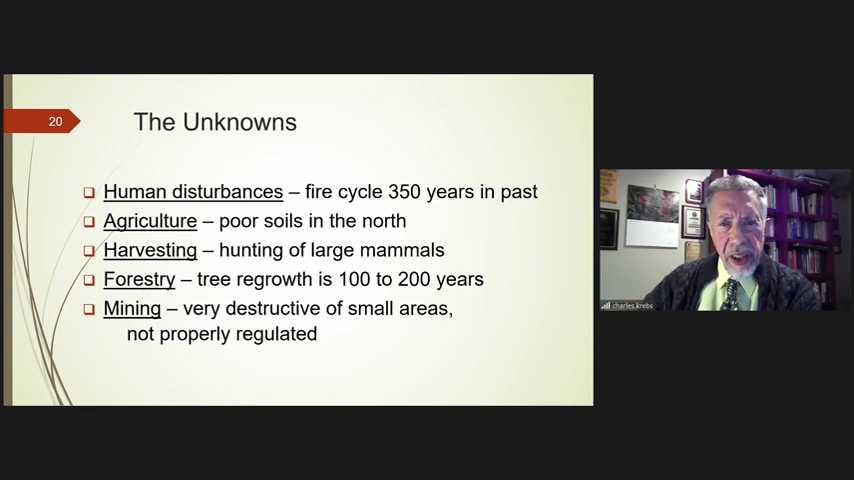 20
The Unknowns
Human disturbances – fire cycle 350 years in past
Agriculture – poor soils in the north
Harvesting – hunting of large mammals
Forestry – tree regrowth is 100 to 200 years
Mining – very destructive of small areas,
not properly regulated
charles.krebs